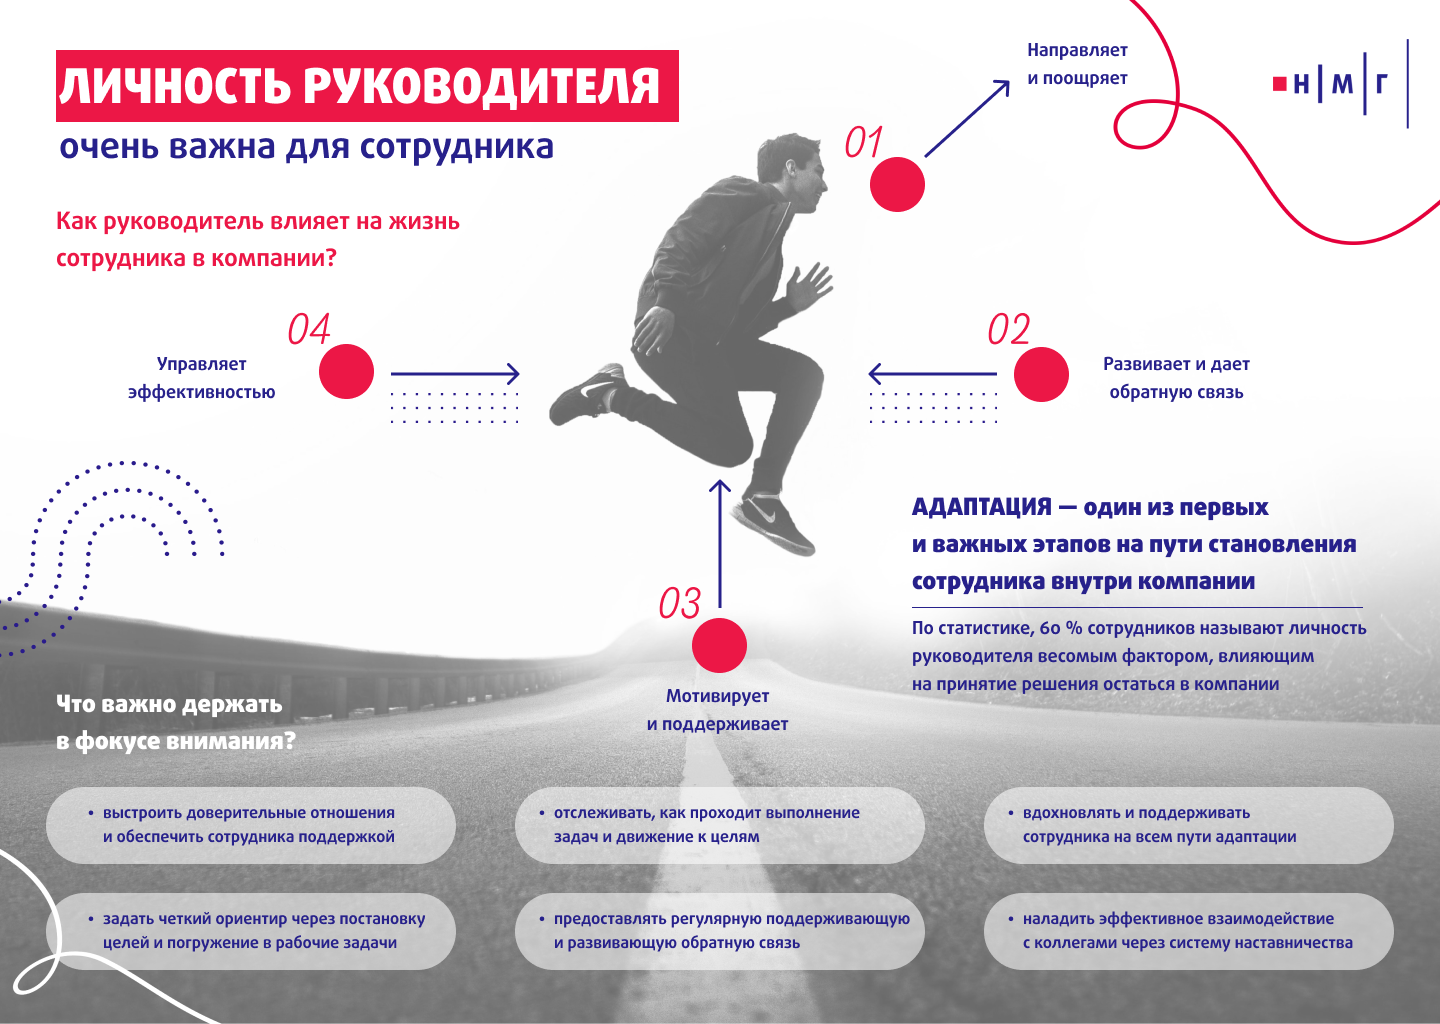 ЛИЧНОСТЬ РУКОВОДИТЕЛЯ
очень важна для сотрудника
Н М Г
Как руководитель влияет на жизнь
сотрудника в компании?
01
Направляет
и поощряет
02
Развивает и дает
обратную связь
03
Мотивирует
и поддерживает
04
Управляет
эффективностью
АДАПТАЦИЯ — один из первых
и важных этапов на пути становления
сотрудника внутри компании
По статистике, 60 % сотрудников называют личность
руководителя весомым фактором, влияющим
на принятие решения остаться в компании
Что важно держать
в фокусе внимания?
• выстроить доверительные отношения
и обеспечить сотрудника поддержкой
• отслеживать, как проходит выполнение
задач и движение к целям
• вдохновлять и поддерживать
сотрудника на всем пути адаптации
• задать четкий ориентир через постановку
целей и погружение в рабочие задачи
• предоставлять регулярную поддерживающую
и развивающую обратную связь
• наладить эффективное взаимодействие
с коллегами через систему наставничества